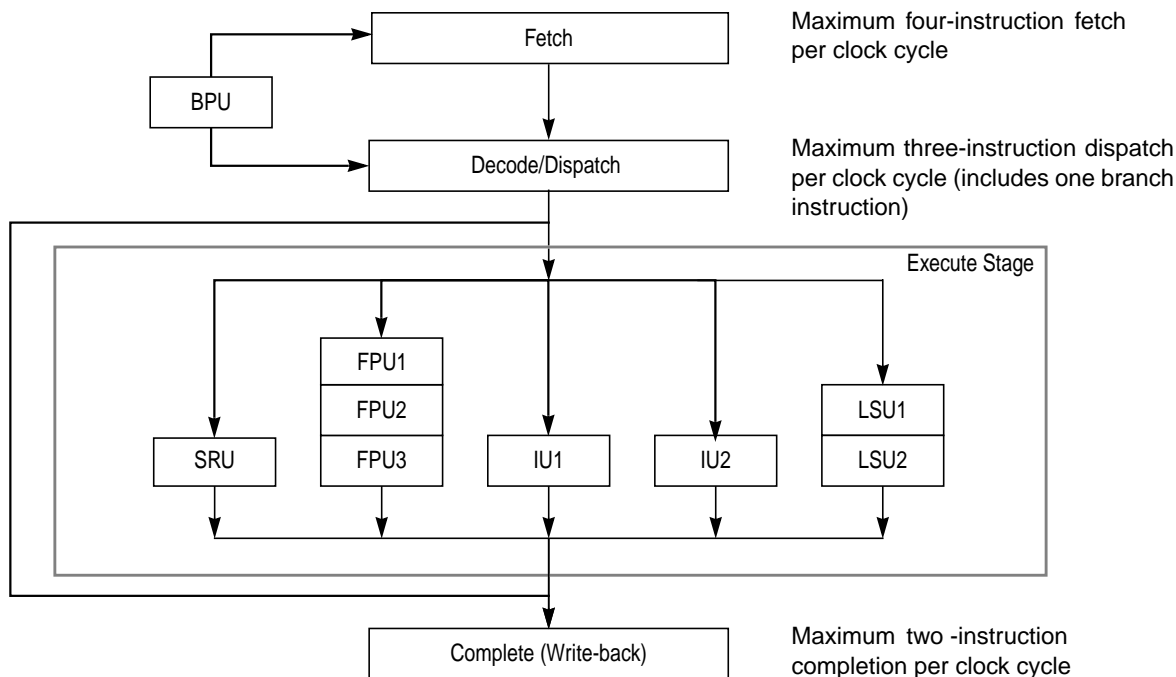 Fetch
Maximum four-instruction fetch
per clock cycle
BPU
Decode/Dispatch
Maximum three-instruction dispatch
per clock cycle (includes one branch
instruction)
Execute Stage
FPU1
FPU2
LSU1
SRU
FPU3
IU1
IU2
LSU2
Complete (Write-back)
Maximum two -instruction
completion per clock cycle